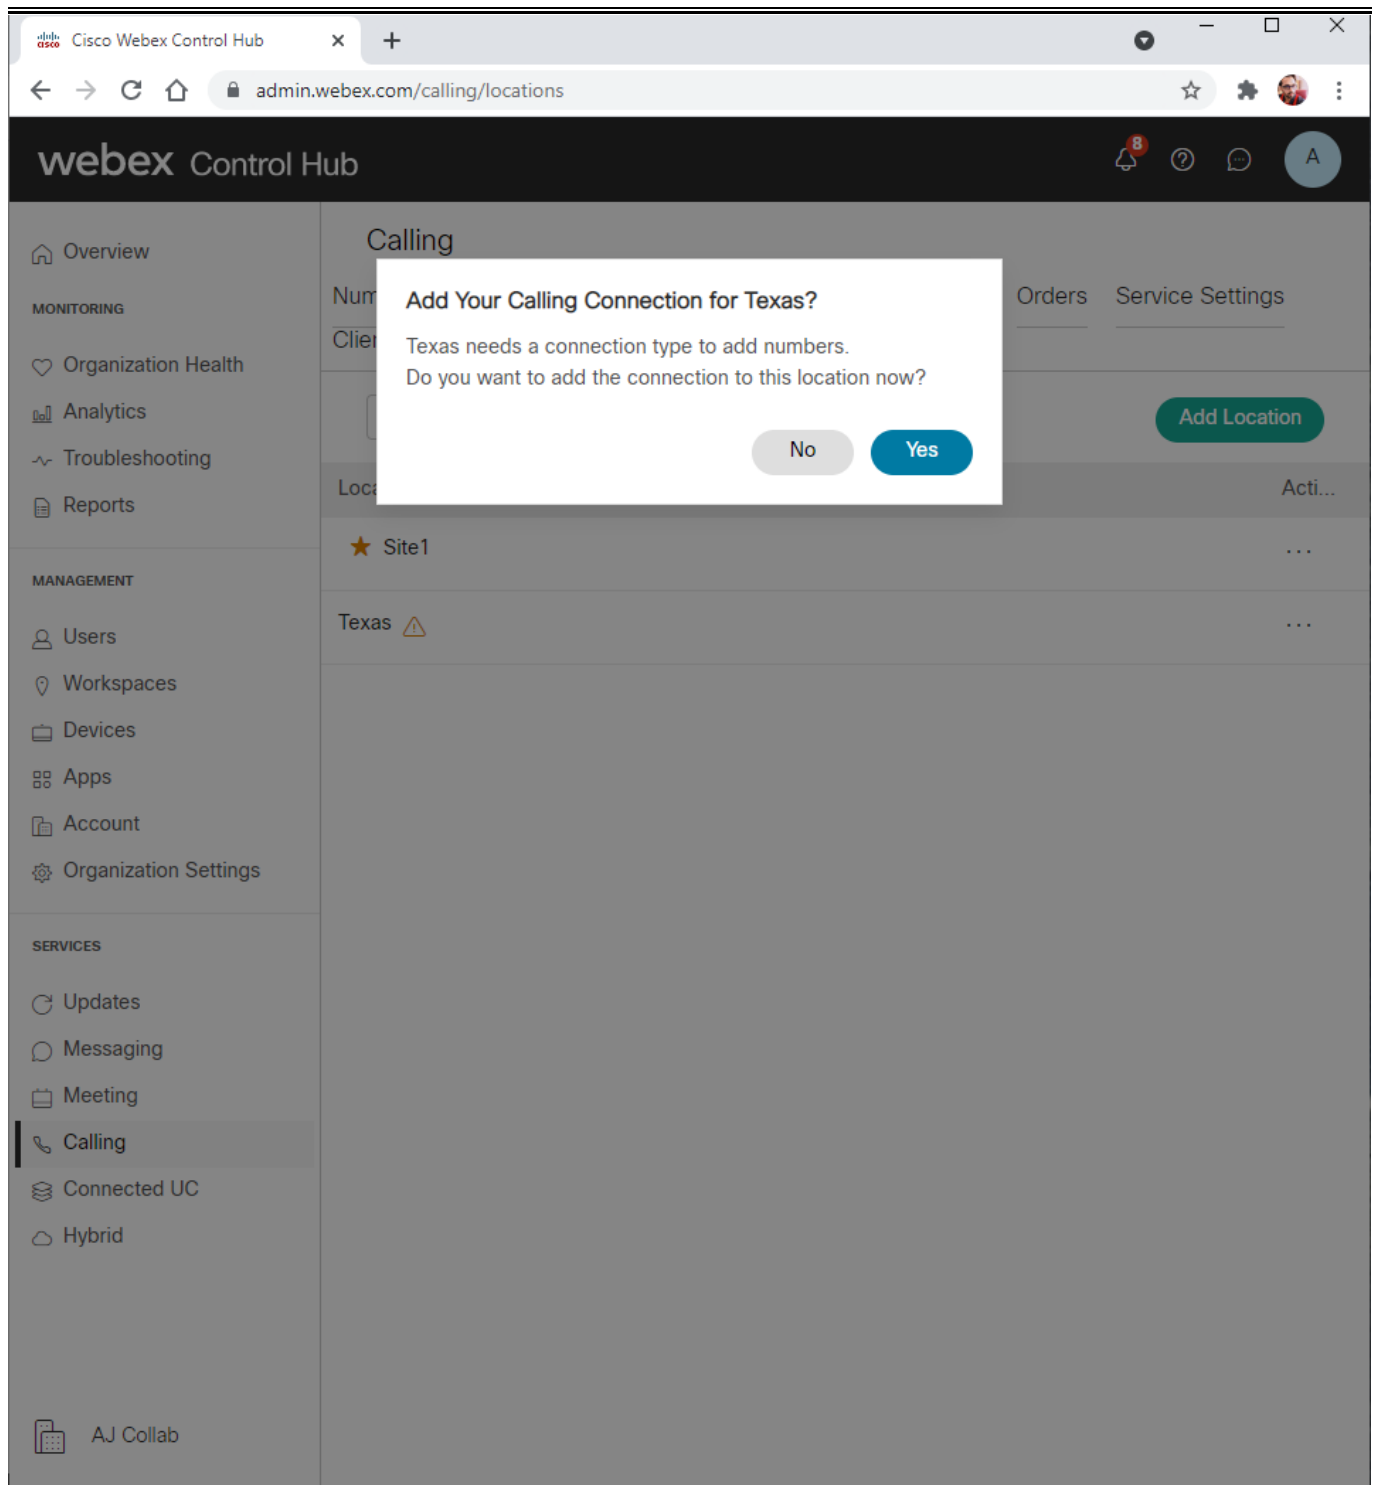 Cisco Webex Control Hub
admin.webex.com/calling/locations
webex Control Hub
8
A
Overview
MONITORING
Organization Health
Analytics
Troubleshooting
Reports
MANAGEMENT
Users
Workspaces
Devices
Apps
Account
Organization Settings
SERVICES
Updates
Messaging
Meeting
Calling
Connected UC
Hybrid
AJ Collab
Calling
Num
Orders
Service Settings
Clien
Add Your Calling Connection for Texas?
Texas needs a connection type to add numbers.
Do you want to add the connection to this location now?
No
Yes
Add Location
Loca
Acti...
Site1
...
Texas
...